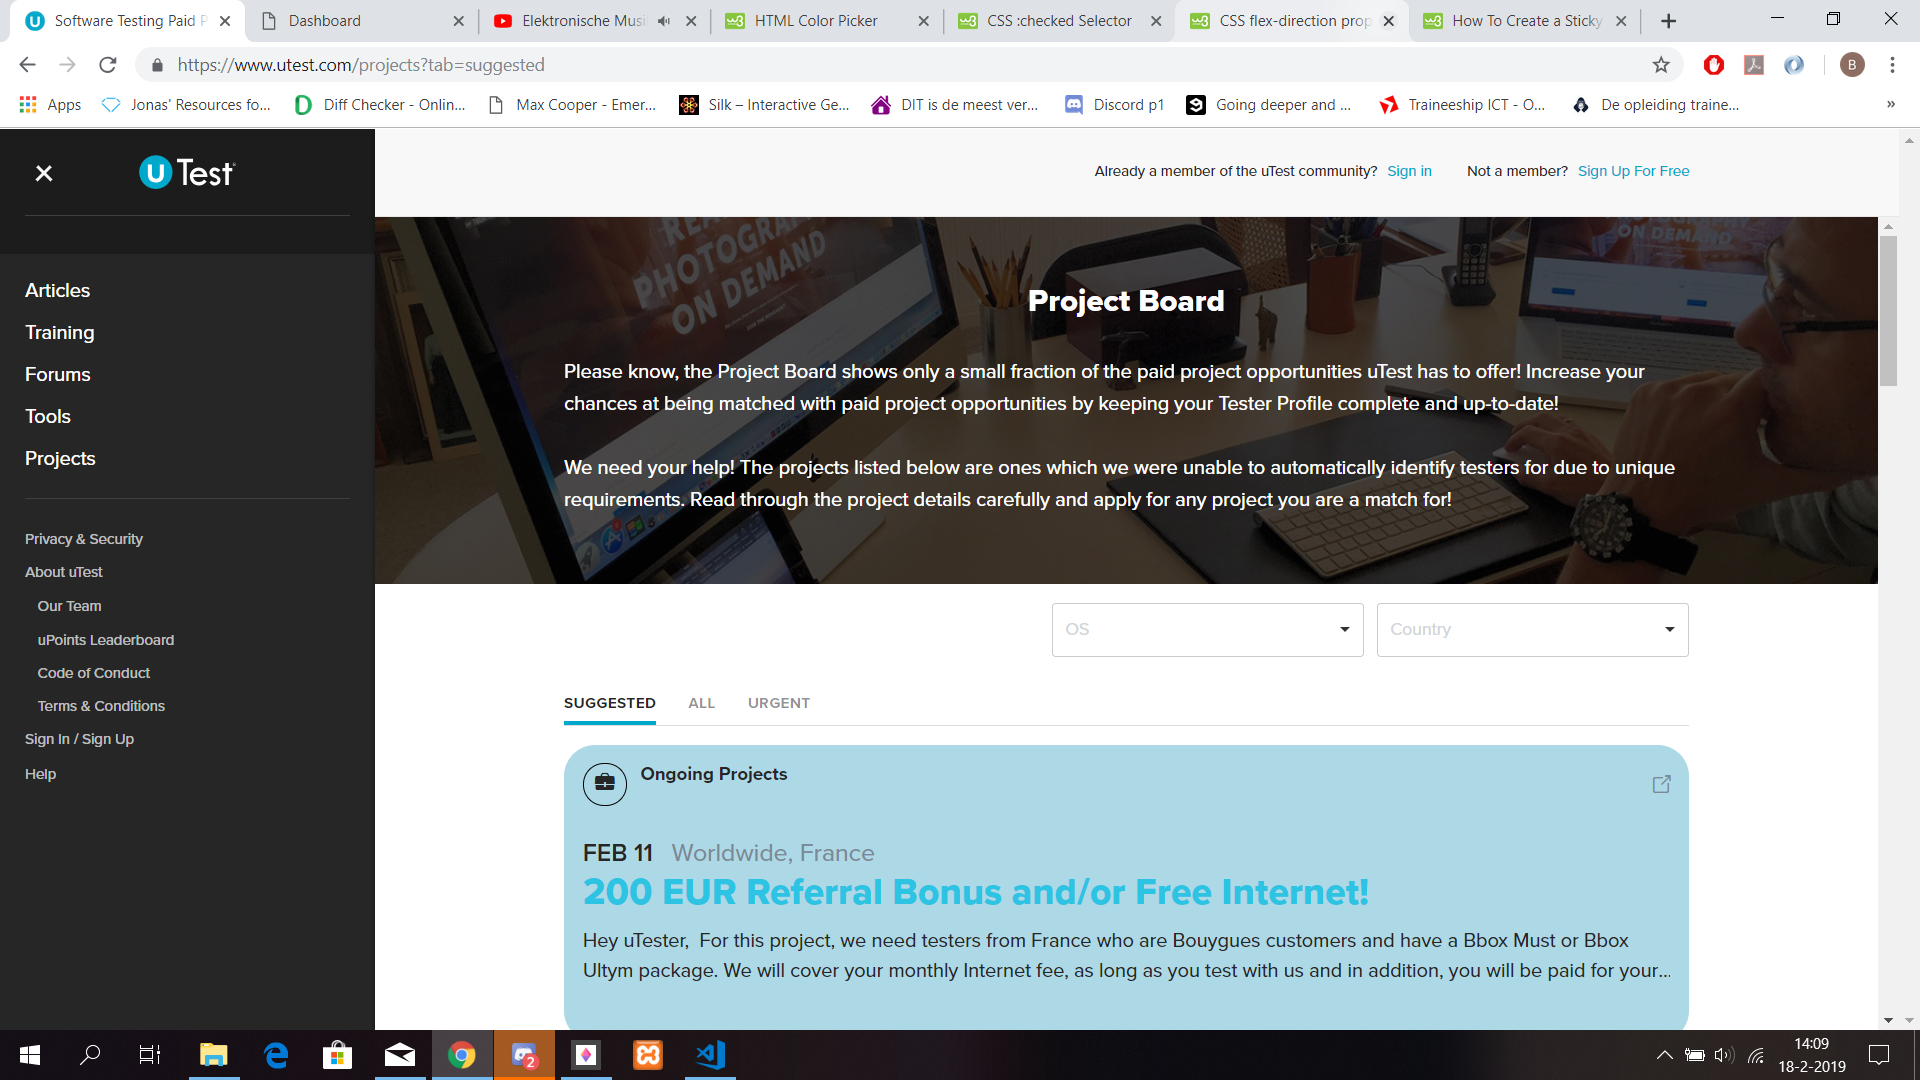 Software Testing Paid P
Dashboard
Elektronische Musi
HTML Color Picker
CSS :checked Selector
CSS flex-direction prop
How To Create a Sticky
https://www.utest.com/projects?tab=suggested
B
Apps
Jonas' Resources fo...
Diff Checker - Onlin...
Max Cooper - Emer...
Silk – Interactive Ge...
DIT is de meest ver...
Discord p1
Going deeper and ...
Traineeship ICT - O...
De opleiding traine...
»
U Test
Already a member of the uTest community? Sign in
Not a member? Sign Up For Free
Articles
Training
Forums
Tools
Projects
Privacy & Security
About uTest
Our Team
uPoints Leaderboard
Code of Conduct
Terms & Conditions
Sign In / Sign Up
Help
PHOTOGRAPHY
ON DEMAND
ON DEMAND
Project Board
Please know, the Project Board shows only a small fraction of the paid project opportunities uTest has to offer! Increase your
chances at being matched with paid project opportunities by keeping your Tester Profile complete and up-to-date!
We need your help! The projects listed below are ones which we were unable to automatically identify testers for due to unique
requirements. Read through the project details carefully and apply for any project you are a match for!
OS
Country
SUGGESTED
ALL
URGENT
Ongoing Projects
FEB 11 Worldwide, France
200 EUR Referral Bonus and/or Free Internet!
Hey uTester, For this project, we need testers from France who are Bouygues customers and have a Bbox Must or Bbox
Ultym package. We will cover your monthly Internet fee, as long as you test with us and in addition, you will be paid for your...
2
14:09
18-2-2019